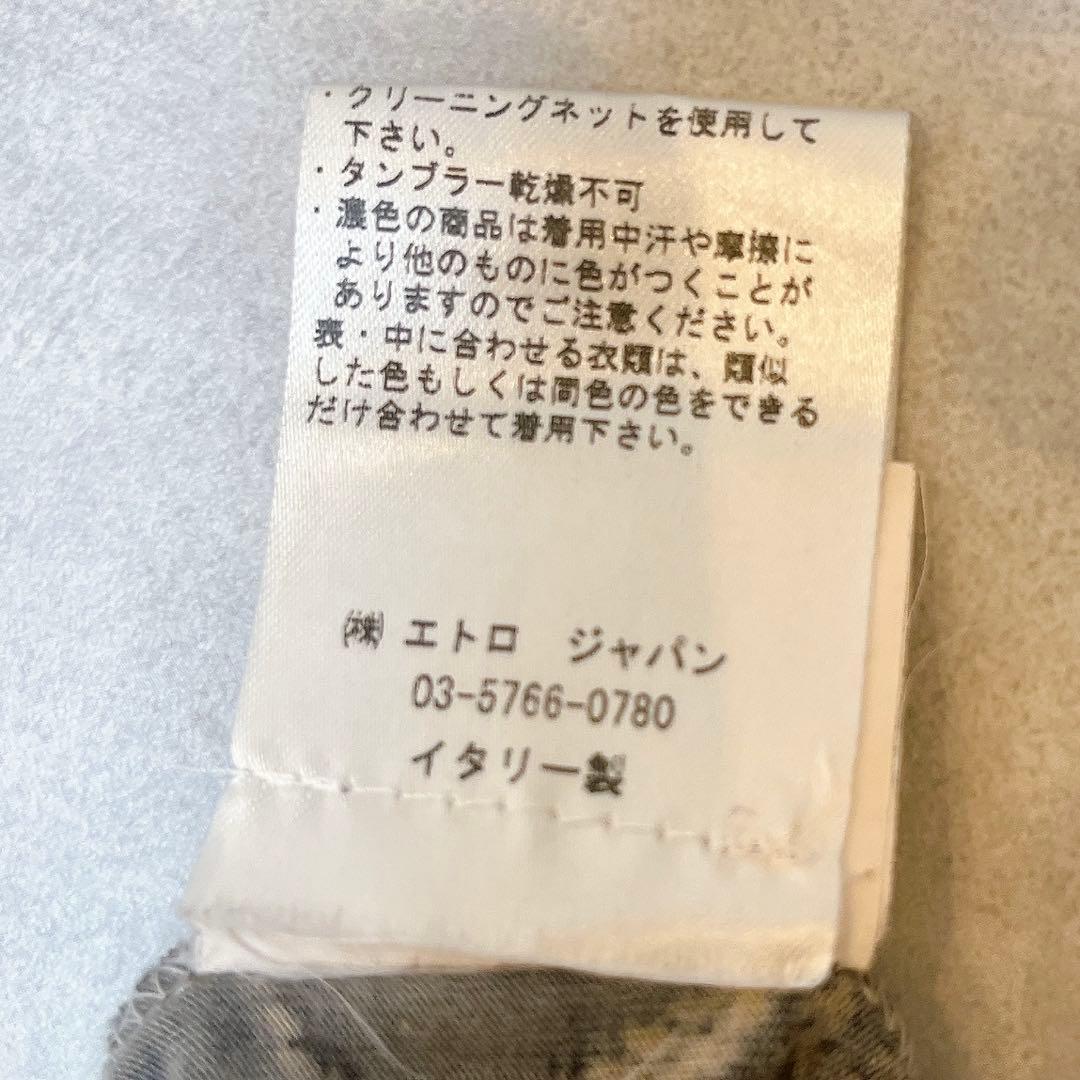 ・クリーニングネットを使用して
下さい。
・タンブラー乾燥不可
・濃色の商品は着用中汗や摩擦に
より他のものに色がつくことが
ありますのでご注意ください。
表・中に合わせる衣類は、類似
した色もしくは同色の色をできる
だけ合わせて着用下さい。
㈱ エトロ ジャパン
03-5766-0780
イタリー製